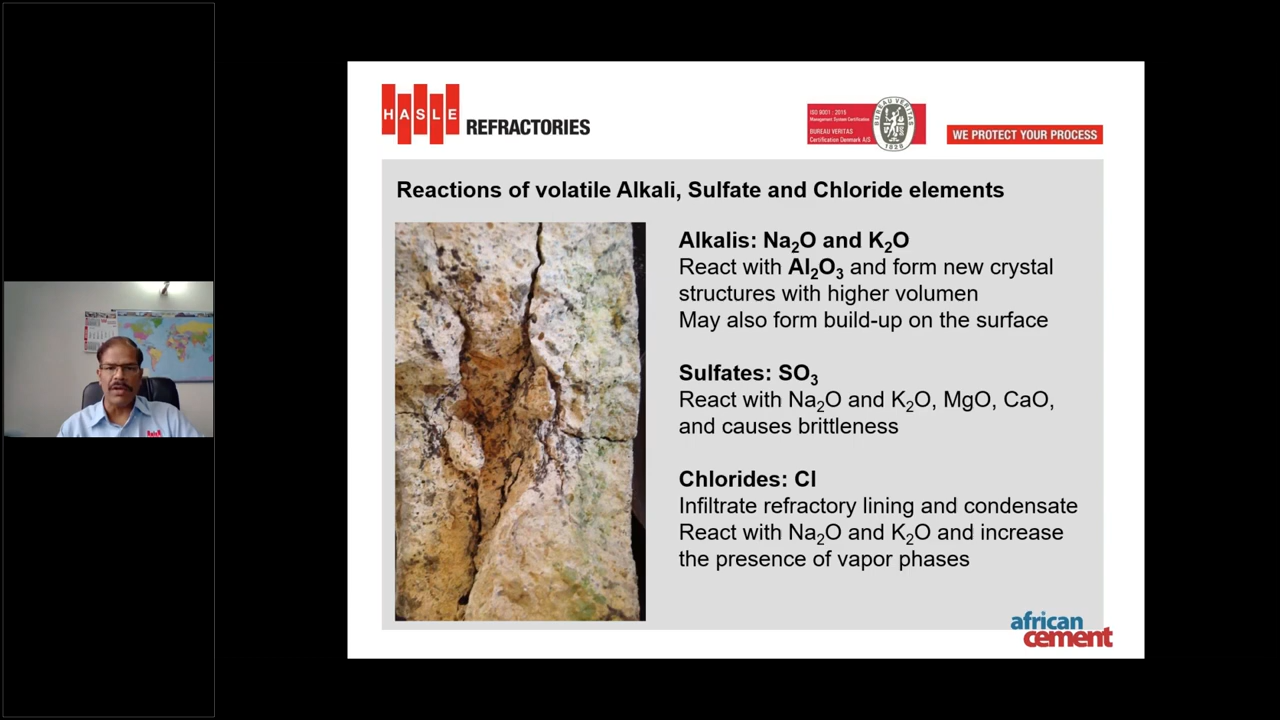 HASLE
REFRACTORIES
ISO 9001 : 2015
Management System Certification
BUREAU VERITAS
Certification Denmark A/S
BUREAU VERITAS
1828
WE PROTECT YOUR PROCESS
Reactions of volatile Alkali, Sulfate and Chloride elements
Alkalis: Na₂O and K₂O
React with Al₂O₃ and form new crystal
structures with higher volumen
May also form build-up on the surface
Sulfates: SO₃
React with Na₂O and K₂O, MgO, CaO,
and causes brittleness
Chlorides: Cl
Infiltrate refractory lining and condensate
React with Na₂O and K₂O and increase
the presence of vapor phases
african
cement